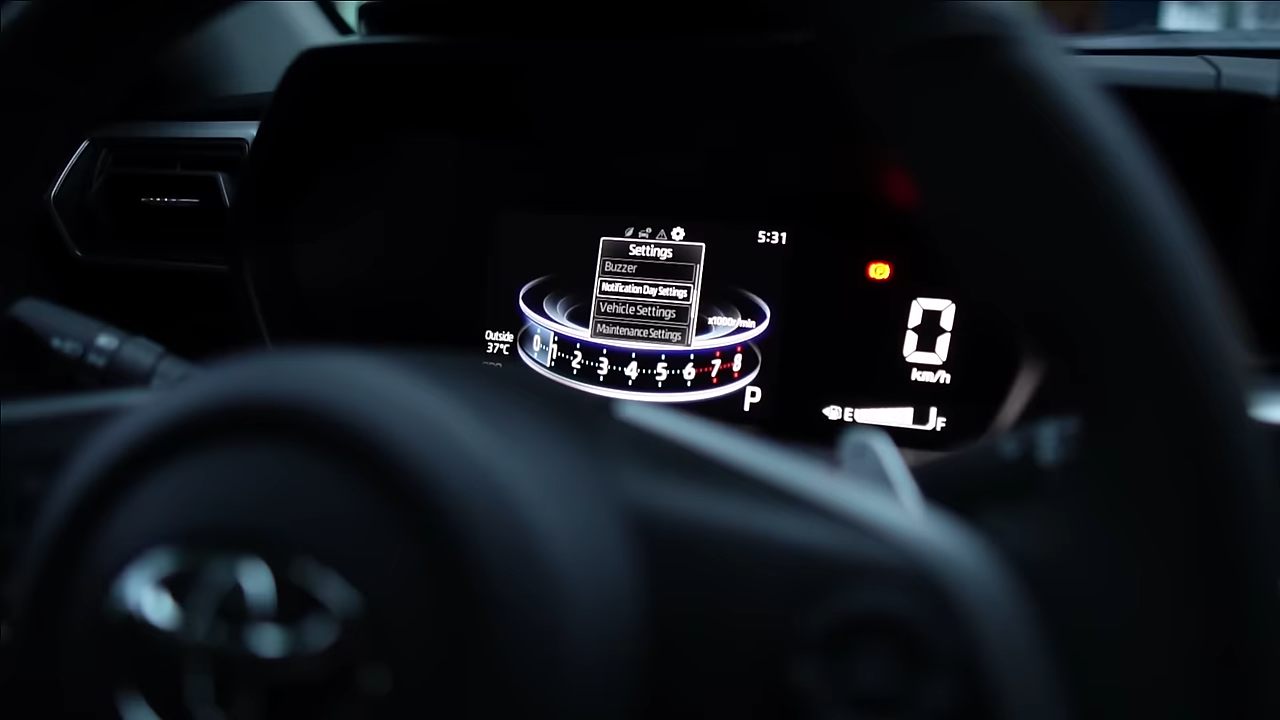 5:31
Settings
Buzzer
Notification Day Settings
Vehicle Settings
Maintenance Settings
x1000r/min
Outside
37°C
0 1 2 3 4 5 6 7 8
P
0
km/h
E F